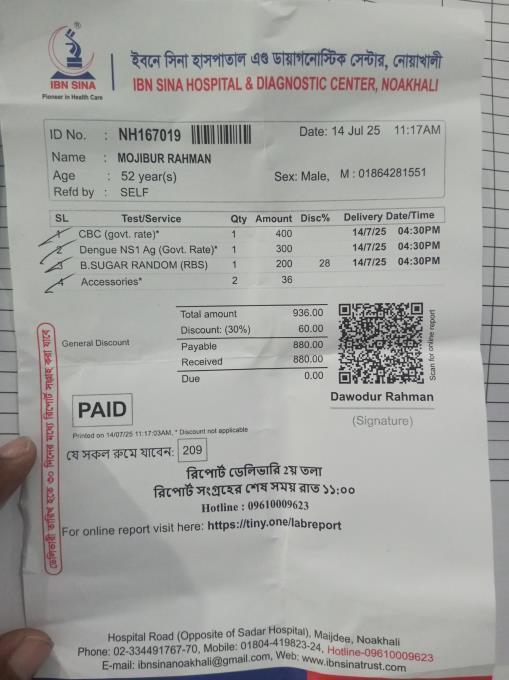 ইবনে সিনা হাসপাতাল এণ্ড ডায়াগনোস্টিক সেন্টার, নোয়াখালী
IBN SINA
Pioneer in Health Care
IBN SINA HOSPITAL & DIAGNOSTIC CENTER, NOAKHALI
ID No. : NH167019 Date: 14 Jul 25 11:17AM
Name : MOJIBUR RAHMAN
Age : 52 year(s) Sex: Male, M : 01864281551
Refd by : SELF
SL Test/Service Qty Amount Disc% Delivery Date/Time
1 CBC (govt. rate)* 1 400 14/7/25 04:30PM
2 Dengue NS1 Ag (Govt. Rate)* 1 300 14/7/25 04:30PM
3 B.SUGAR RANDOM (RBS) 1 200 28 14/7/25 04:30PM
4 Accessories* 2 36
Total amount 936.00
Discount: (30%) 60.00
General Discount Payable 880.00
Received 880.00
Due 0.00
Scan for online report
Dawodur Rahman
(Signature)
PAID
Printed on 14/07/25 11:17:03AM, * Discount not applicable
যে সকল রুমে যাবেন: 209
রিপোর্ট ডেলিভারি ২য় তলা
রিপোর্ট সংগ্রহের শেষ সময় রাত ১১:০০
Hotline : 09610009623
For online report visit here: https://tiny.one/labreport
ডেলিভারী তারিখ হতে ৩০ দিনের মধ্যে রিপোর্ট সংগ্রহ করা যাবে
Hospital Road (Opposite of Sadar Hospital), Maijdee, Noakhali
Phone: 02-334491767-70, Mobile: 01804-419823-24, Hotline-09610009623
E-mail: ibnsinanoakhali@gmail.com, Web: www.ibnsinatrust.com